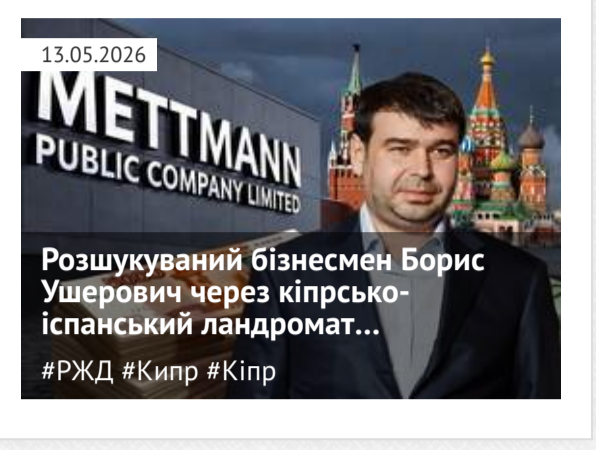 13.05.2026
METTMANN
PUBLIC COMPANY LIMITED
Розшукуваний бізнесмен Борис
Ушерович через кіпрсько-
іспанський ландромат...
#РЖД #Кипр #Кіпр